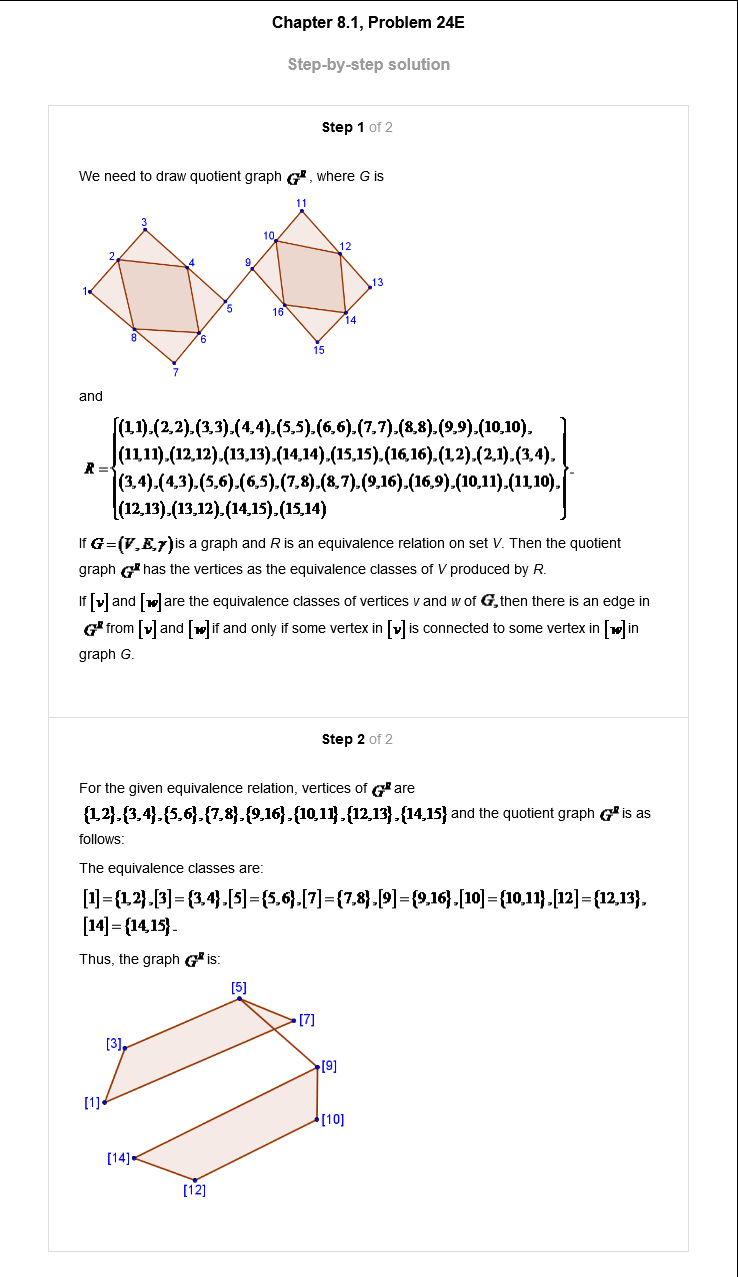 Chapter 8.1, Problem 24E
Step-by-step solution
Step 1 of 2
We need to draw quotient graph G^R , where G is
11
3
10
12
2
4
9
13
1
5
16
14
8
6
15
7
and
R = {(1,1),(2,2),(3,3),(4,4),(5,5),(6,6),(7,7),(8,8),(9,9),(10,10),
(11,11),(12,12),(13,13),(14,14),(15,15),(16,16),(1,2),(2,1),(3,4),
(3,4),(4,3),(5,6),(6,5),(7,8),(8,7),(9,16),(16,9),(10,11),(11,10),
(12,13),(13,12),(14,15),(15,14)}.
If G=(V,E,γ) is a graph and R is an equivalence relation on set V. Then the quotient
graph G^R has the vertices as the equivalence classes of V produced by R.
If [v] and [w] are the equivalence classes of vertices v and w of G, then there is an edge in
G^R from [v] and [w] if and only if some vertex in [v] is connected to some vertex in [w] in
graph G.
Step 2 of 2
For the given equivalence relation, vertices of G^R are
{1,2},{3,4},{5,6},{7,8},{9,16},{10,11},{12,13},{14,15} and the quotient graph G^R is as
follows:
The equivalence classes are:
[1]={1,2},[3]={3,4},[5]={5,6},[7]={7,8},[9]={9,16},[10]={10,11},[12]={12,13},
[14]={14,15}.
Thus, the graph G^R is:
[5]
[7]
[3]
[9]
[1]
[10]
[14]
[12]